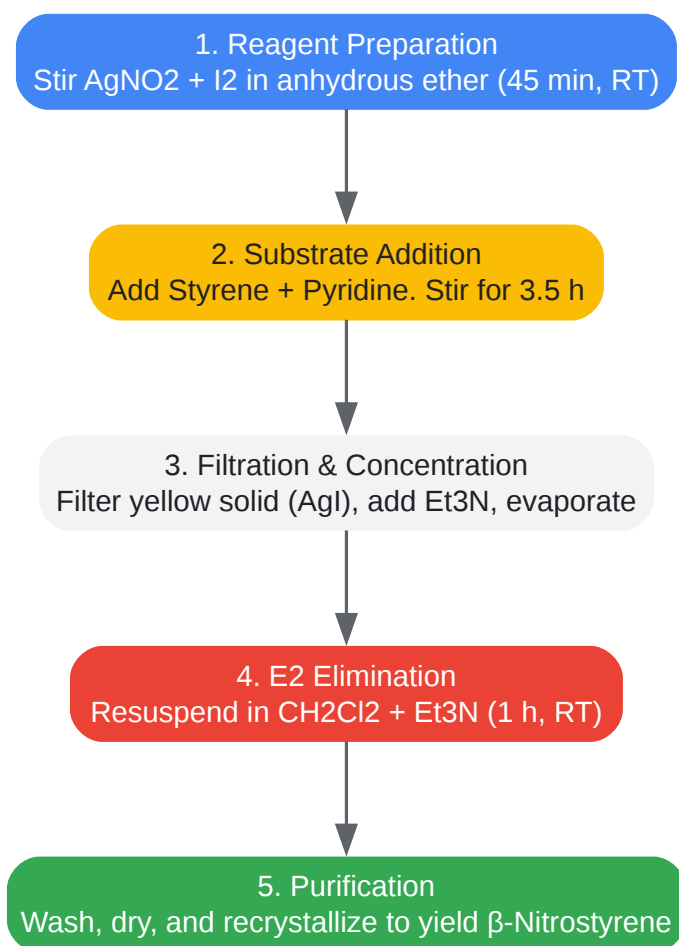 1. Reagent Preparation
Stir AgNO2 + I2 in anhydrous ether (45 min, RT)
2. Substrate Addition
Add Styrene + Pyridine. Stir for 3.5 h
3. Filtration & Concentration
Filter yellow solid (AgI), add Et3N, evaporate
4. E2 Elimination
Resuspend in CH2Cl2 + Et3N (1 h, RT)
5. Purification
Wash, dry, and recrystallize to yield β-Nitrostyrene